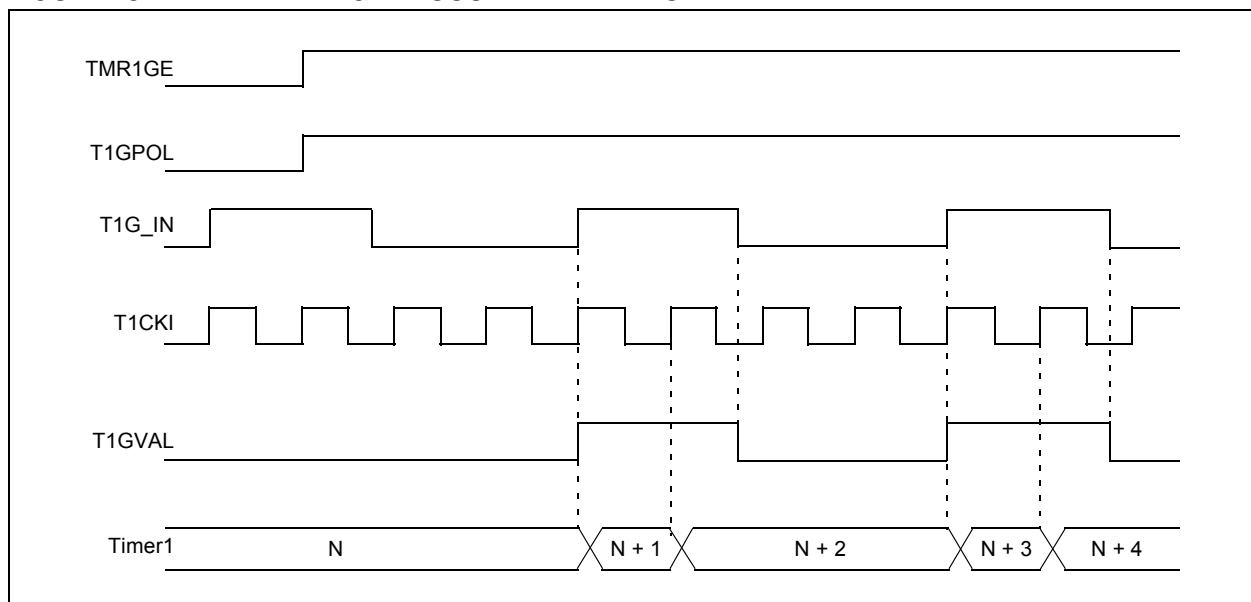 TMR1GE
T1GPOL
T1G_IN
T1CKI
T1GVAL
Timer1 N N + 1 N + 2 N + 3 N + 4